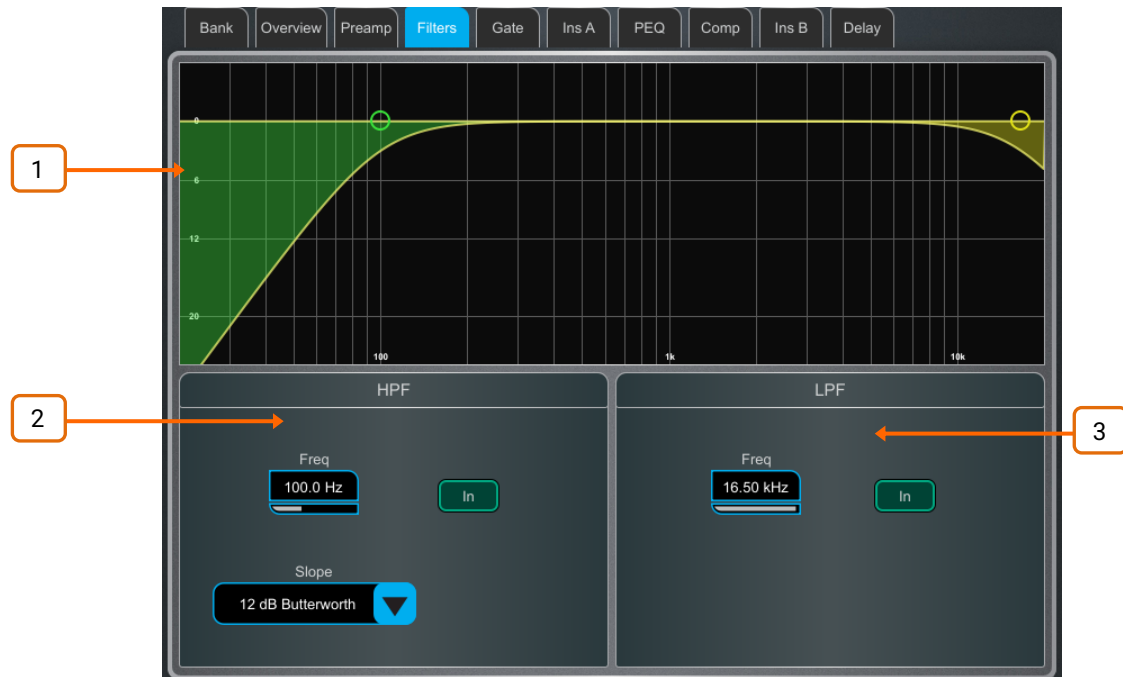 Bank Overview Preamp Filters Gate Ins A PEQ Comp Ins B Delay
0
1
6
12
20
100 1k 10k
HPF LPF
2
3
Freq Freq
100.0 Hz In 16.50 kHz In
Slope
12 dB Butterworth